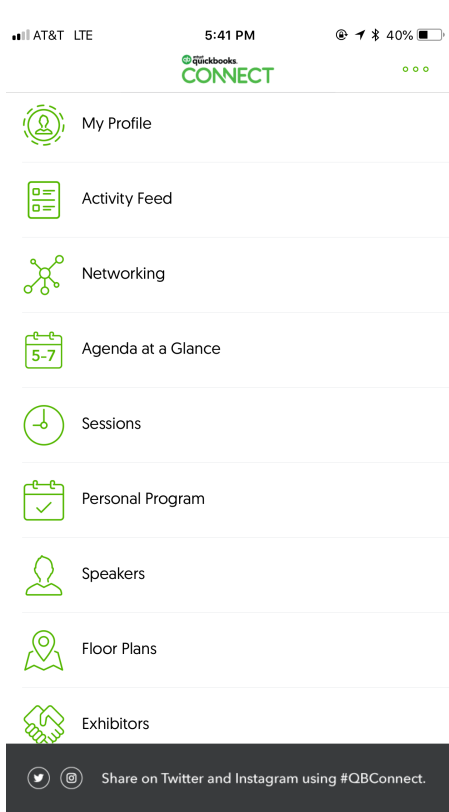 AT&T LTE 5:41 PM 40%
intuit
quickbooks.
CONNECT
My Profile
Activity Feed
Networking
5-7
Agenda at a Glance
Sessions
Personal Program
Speakers
Floor Plans
Exhibitors
Share on Twitter and Instagram using #QBConnect.